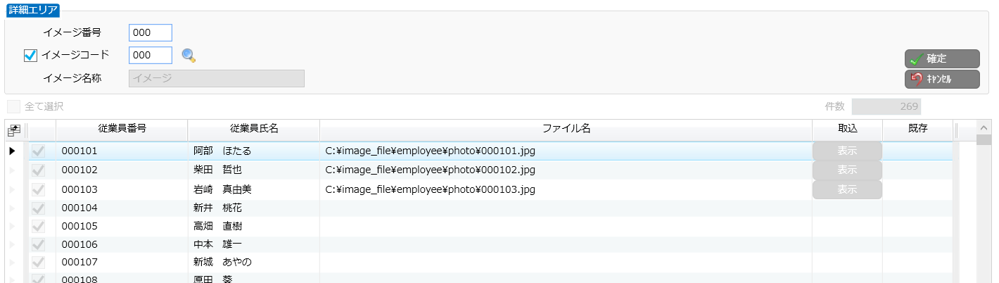 詳細エリア
イメージ番号 000
イメージコード 000
イメージ名称 イメージ
確定
ｷｬﾝｾﾙ
全て選択 件数 269
従業員番号 従業員氏名 ファイル名 取込 既存
000101 阿部　ほたる C:¥image_file¥employee¥photo¥000101.jpg 表示
000102 柴田　哲也 C:¥image_file¥employee¥photo¥000102.jpg 表示
000103 岩崎　真由美 C:¥image_file¥employee¥photo¥000103.jpg 表示
000104 新井　桃花
000105 高畑　直樹
000106 中本　雄一
000107 新城　あやの
000108 原田　葵